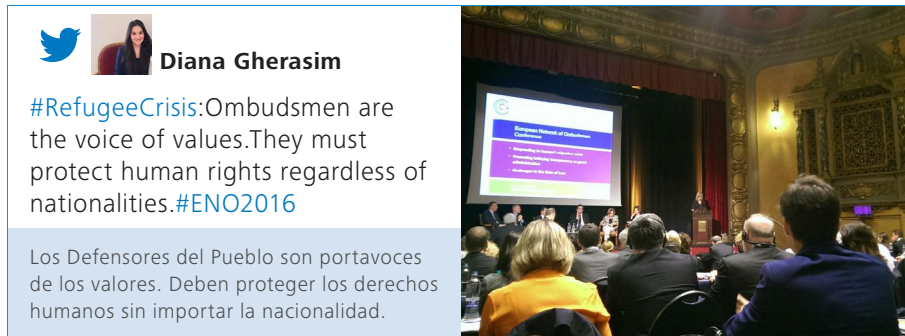 Diana Gherasim
#RefugeeCrisis:Ombudsmen are
the voice of values.They must
protect human rights regardless of
nationalities.#ENO2016
Los Defensores del Pueblo son portavoces
de los valores. Deben proteger los derechos
humanos sin importar la nacionalidad.
European Network of Ombudsmen
Conference